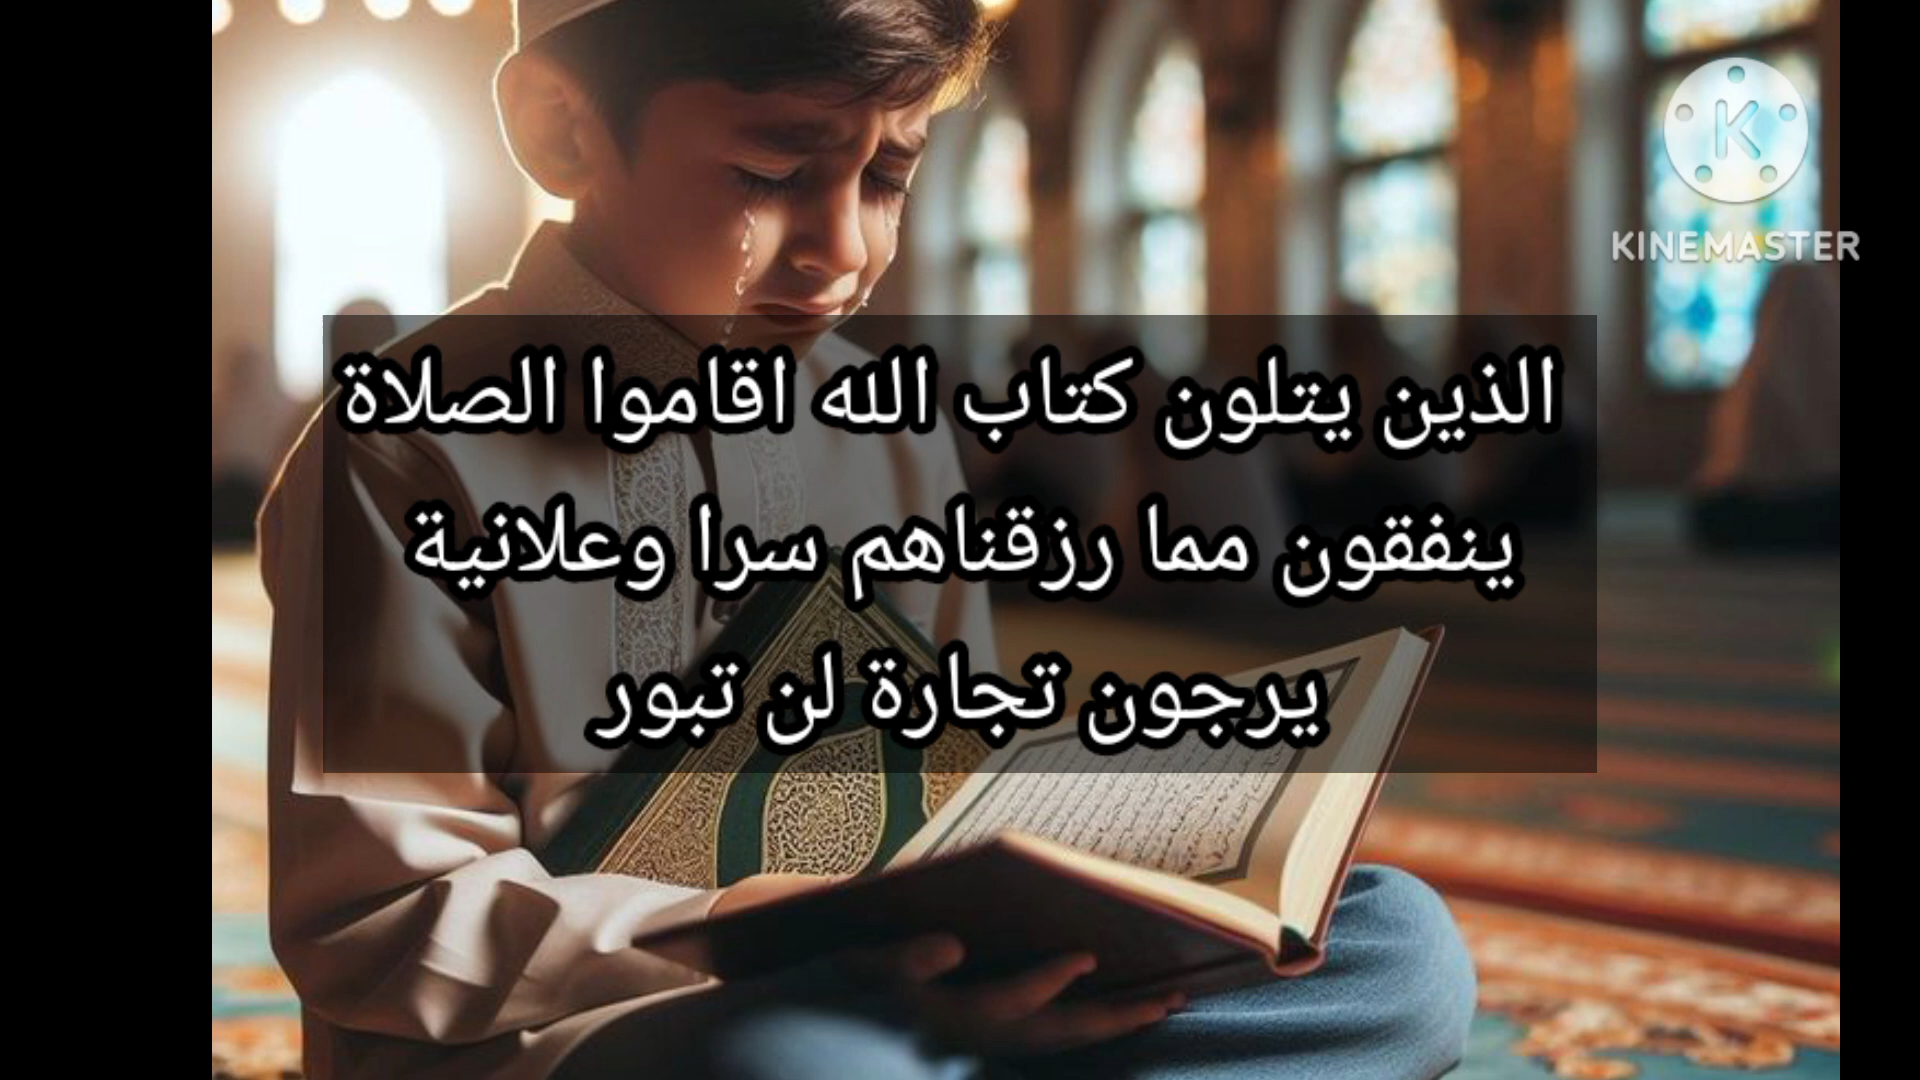 KINEMASTER
الذين يتلون كتاب الله اقاموا الصلاة
ينفقون مما رزقناهم سرا وعلانية
يرجون تجارة لن تبور